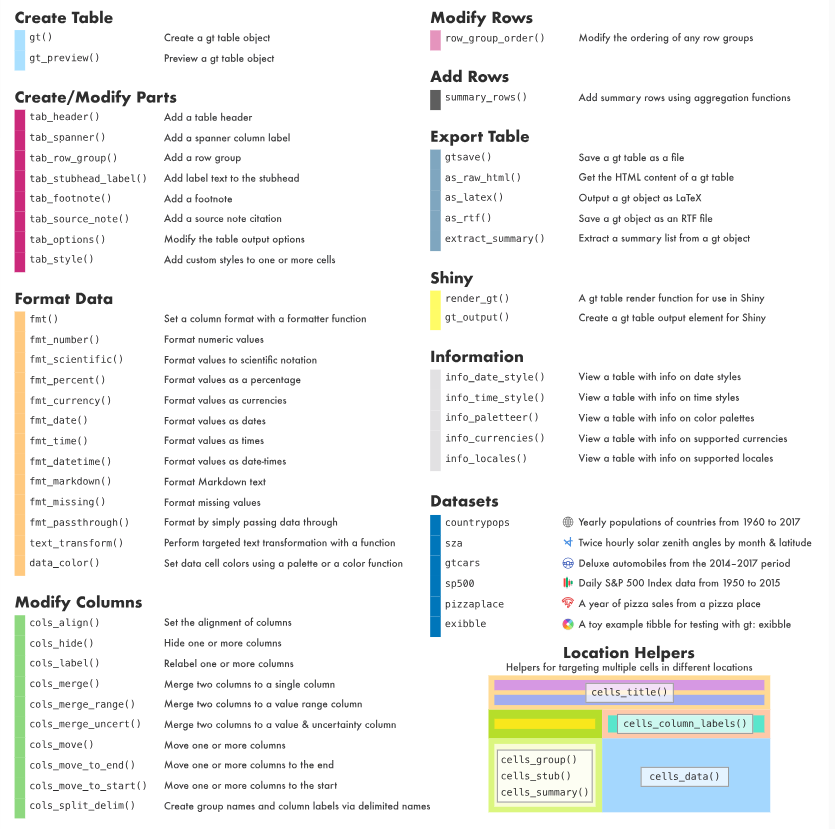 Create Table
gt() Create a gt table object
gt_preview() Preview a gt table object
Create/Modify Parts
tab_header() Add a table header
tab_spanner() Add a spanner column label
tab_row_group() Add a row group
tab_stubhead_label() Add label text to the stubhead
tab_footnote() Add a footnote
tab_source_note() Add a source note citation
tab_options() Modify the table output options
tab_style() Add custom styles to one or more cells
Format Data
fmt() Set a column format with a formatter function
fmt_number() Format numeric values
fmt_scientific() Format values to scientific notation
fmt_percent() Format values as a percentage
fmt_currency() Format values as currencies
fmt_date() Format values as dates
fmt_time() Format values as times
fmt_datetime() Format values as date-times
fmt_markdown() Format Markdown text
fmt_missing() Format missing values
fmt_passthrough() Format by simply passing data through
text_transform() Perform targeted text transformation with a function
data_color() Set data cell colors using a palette or a color function
Modify Columns
cols_align() Set the alignment of columns
cols_hide() Hide one or more columns
cols_label() Relabel one or more columns
cols_merge() Merge two columns to a single column
cols_merge_range() Merge two columns to a value range column
cols_merge_uncert() Merge two columns to a value & uncertainty column
cols_move() Move one or more columns
cols_move_to_end() Move one or more columns to the end
cols_move_to_start() Move one or more columns to the start
cols_split_delim() Create group names and column labels via delimited names
Modify Rows
row_group_order() Modify the ordering of any row groups
Add Rows
summary_rows() Add summary rows using aggregation functions
Export Table
gtsave() Save a gt table as a file
as_raw_html() Get the HTML content of a gt table
as_latex() Output a gt object as LaTeX
as_rtf() Save a gt object as an RTF file
extract_summary() Extract a summary list from a gt object
Shiny
render_gt() A gt table render function for use in Shiny
gt_output() Create a gt table output element for Shiny
Information
info_date_style() View a table with info on date styles
info_time_style() View a table with info on time styles
info_paletteer() View a table with info on color palettes
info_currencies() View a table with info on supported currencies
info_locales() View a table with info on supported locales
Datasets
countrypops Yearly populations of countries from 1960 to 2017
sza Twice hourly solar zenith angles by month & latitude
gtcars Deluxe automobiles from the 2014–2017 period
sp500 Daily S&P 500 Index data from 1950 to 2015
pizzaplace A year of pizza sales from a pizza place
exibble A toy example tibble for testing with gt: exibble
Location Helpers
Helpers for targeting multiple cells in different locations
cells_title()
cells_column_labels()
cells_group()
cells_stub()
cells_summary()
cells_data()